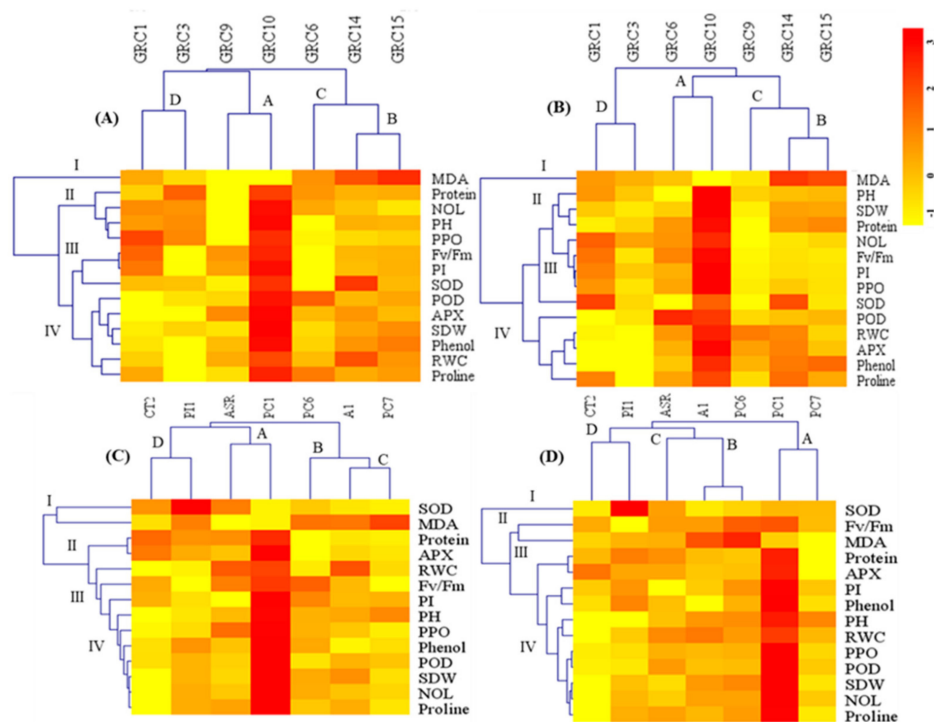 GRC1 GRC3 GRC9 GRC10 GRC6 GRC14 GRC15
(A)
D A C B
I
II
III
IV
MDA
Protein
NOL
PH
PPO
Fv/Fm
PI
SOD
POD
APX
SDW
Phenol
RWC
Proline
GRC1 GRC3 GRC6 GRC10 GRC9 GRC14 GRC15
(B)
D A C B
I
II
III
IV
MDA
PH
SDW
Protein
NOL
Fv/Fm
PI
PPO
SOD
POD
RWC
APX
Phenol
Proline
3
2
1
0
-1
CT2 PI1 ASR PC1 PC6 A1 PC7
(C)
D A B C
I
II
III
IV
SOD
MDA
Protein
APX
RWC
Fv/Fm
PI
PH
PPO
Phenol
POD
SDW
NOL
Proline
CT2 PI1 ASR A1 PC6 PC1 PC7
(D)
D C B A
I
II
III
IV
SOD
Fv/Fm
MDA
Protein
APX
PI
Phenol
PH
RWC
PPO
POD
SDW
NOL
Proline